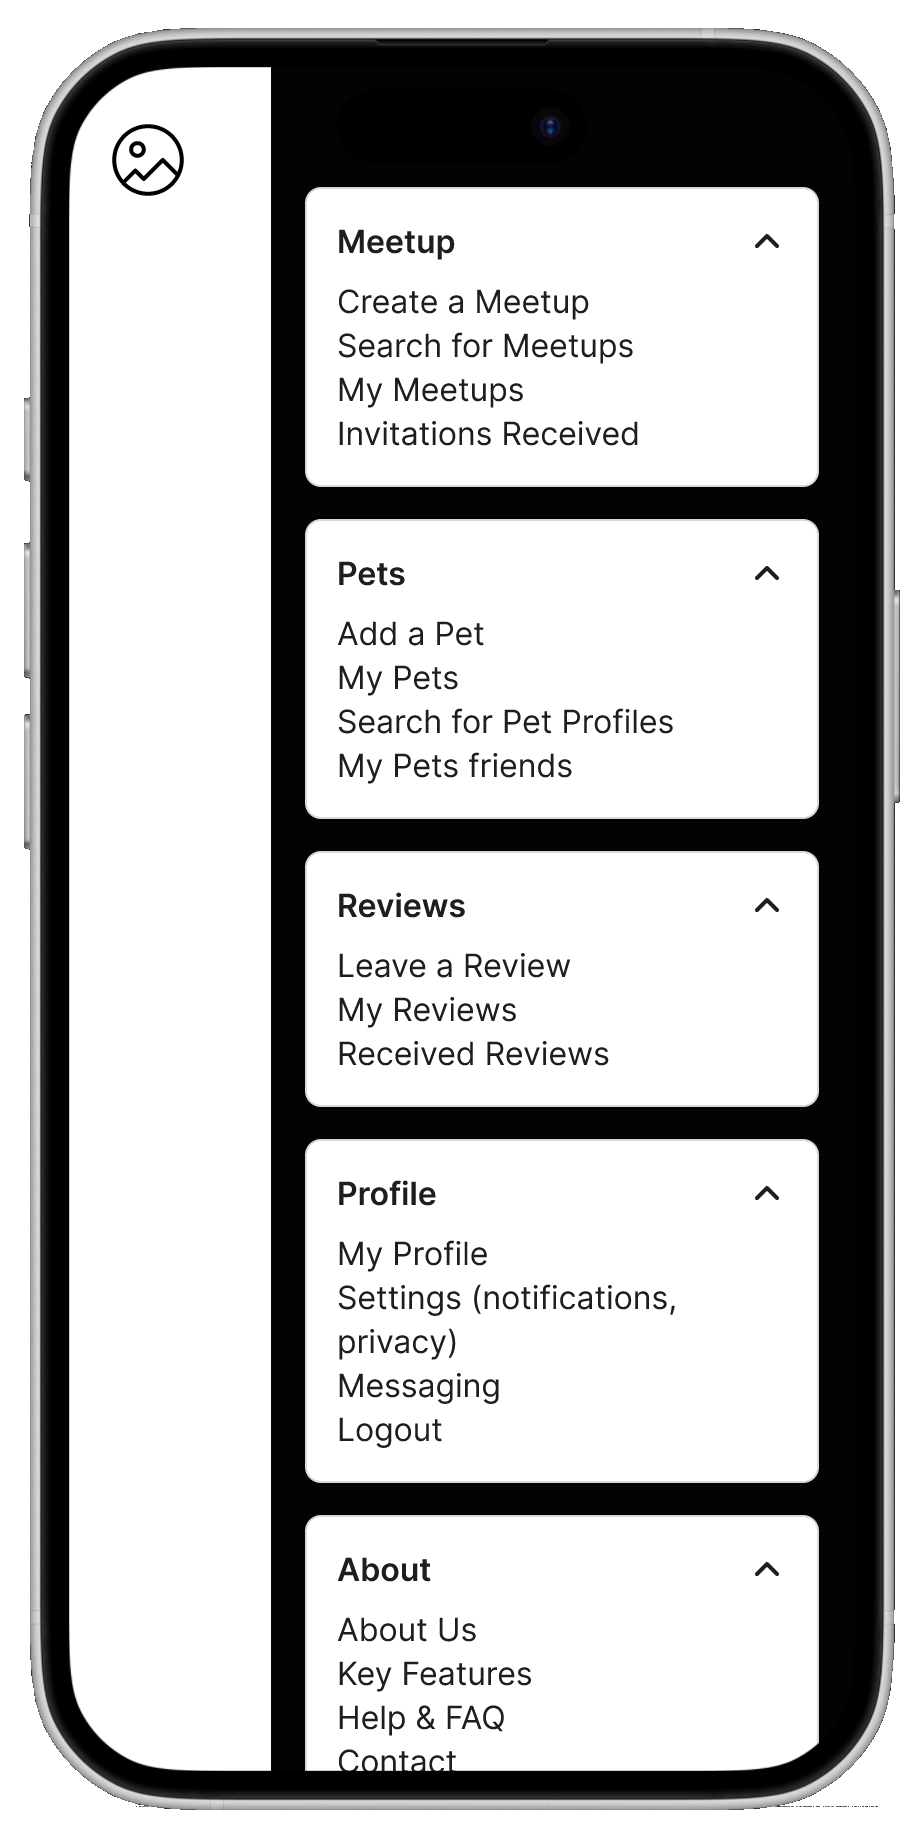 Meetup
Create a Meetup
Search for Meetups
My Meetups
Invitations Received
Pets
Add a Pet
My Pets
Search for Pet Profiles
My Pets friends
Reviews
Leave a Review
My Reviews
Received Reviews
Profile
My Profile
Settings (notifications,
privacy)
Messaging
Logout
About
About Us
Key Features
Help & FAQ
Contact